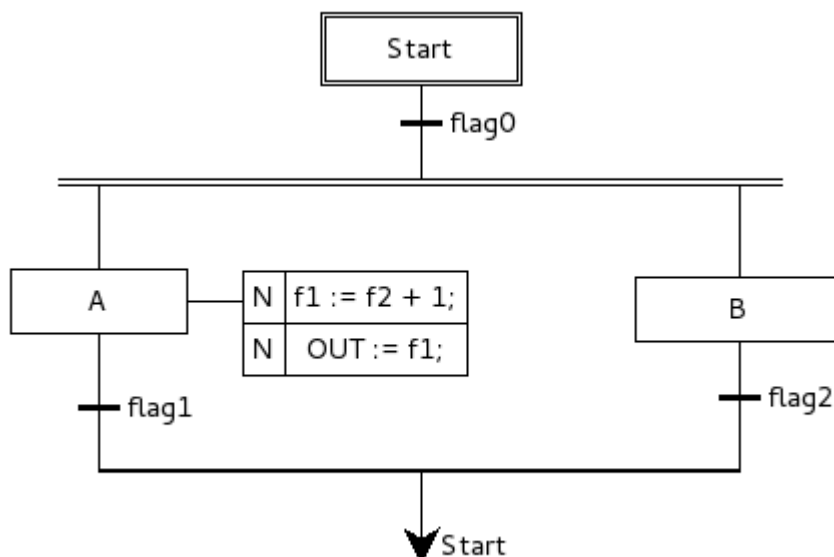 Start
flag0
A
N f1 := f2 + 1;
N OUT := f1;
B
flag1
flag2
Start